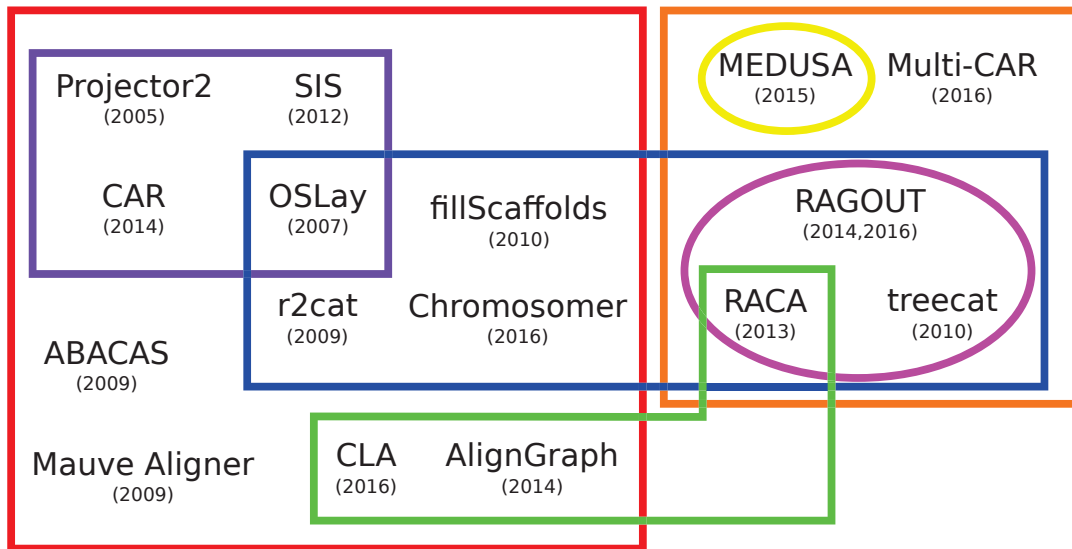 Projector2
(2005)
SIS
(2012)
MEDUSA
(2015)
Multi-CAR
(2016)
CAR
(2014)
OSLay
(2007)
fillScaffolds
(2010)
RAGOUT
(2014,2016)
r2cat
(2009)
Chromosomer
(2016)
RACA
(2013)
treecat
(2010)
ABACAS
(2009)
Mauve Aligner
(2009)
CLA
(2016)
AlignGraph
(2014)